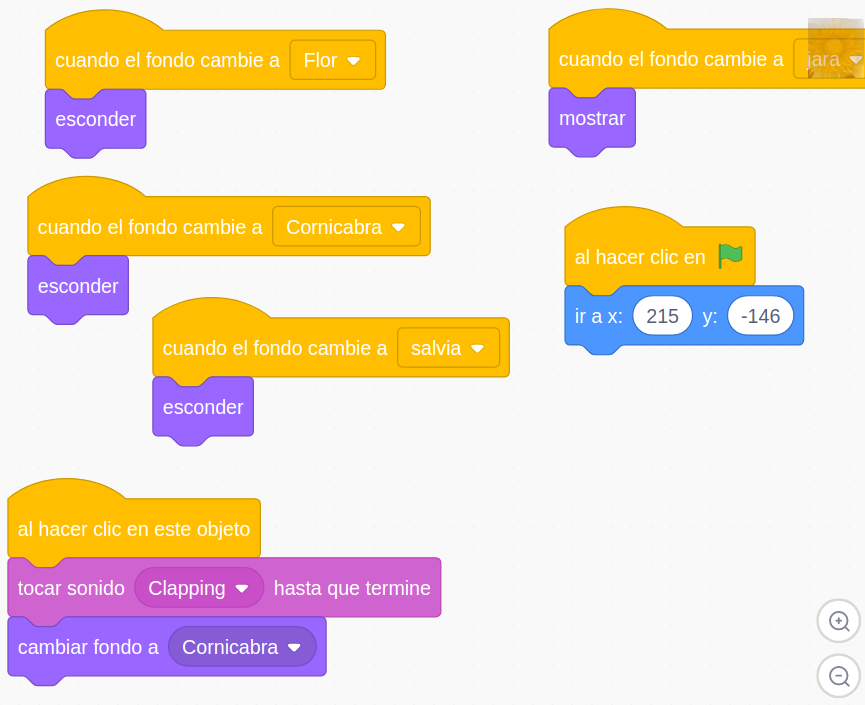 cuando el fondo cambie a Flor
esconder
cuando el fondo cambie a jara
mostrar
cuando el fondo cambie a Cornicabra
esconder
al hacer clic en
ir a x: 215 y: -146
cuando el fondo cambie a salvia
esconder
al hacer clic en este objeto
tocar sonido Clapping hasta que termine
cambiar fondo a Cornicabra